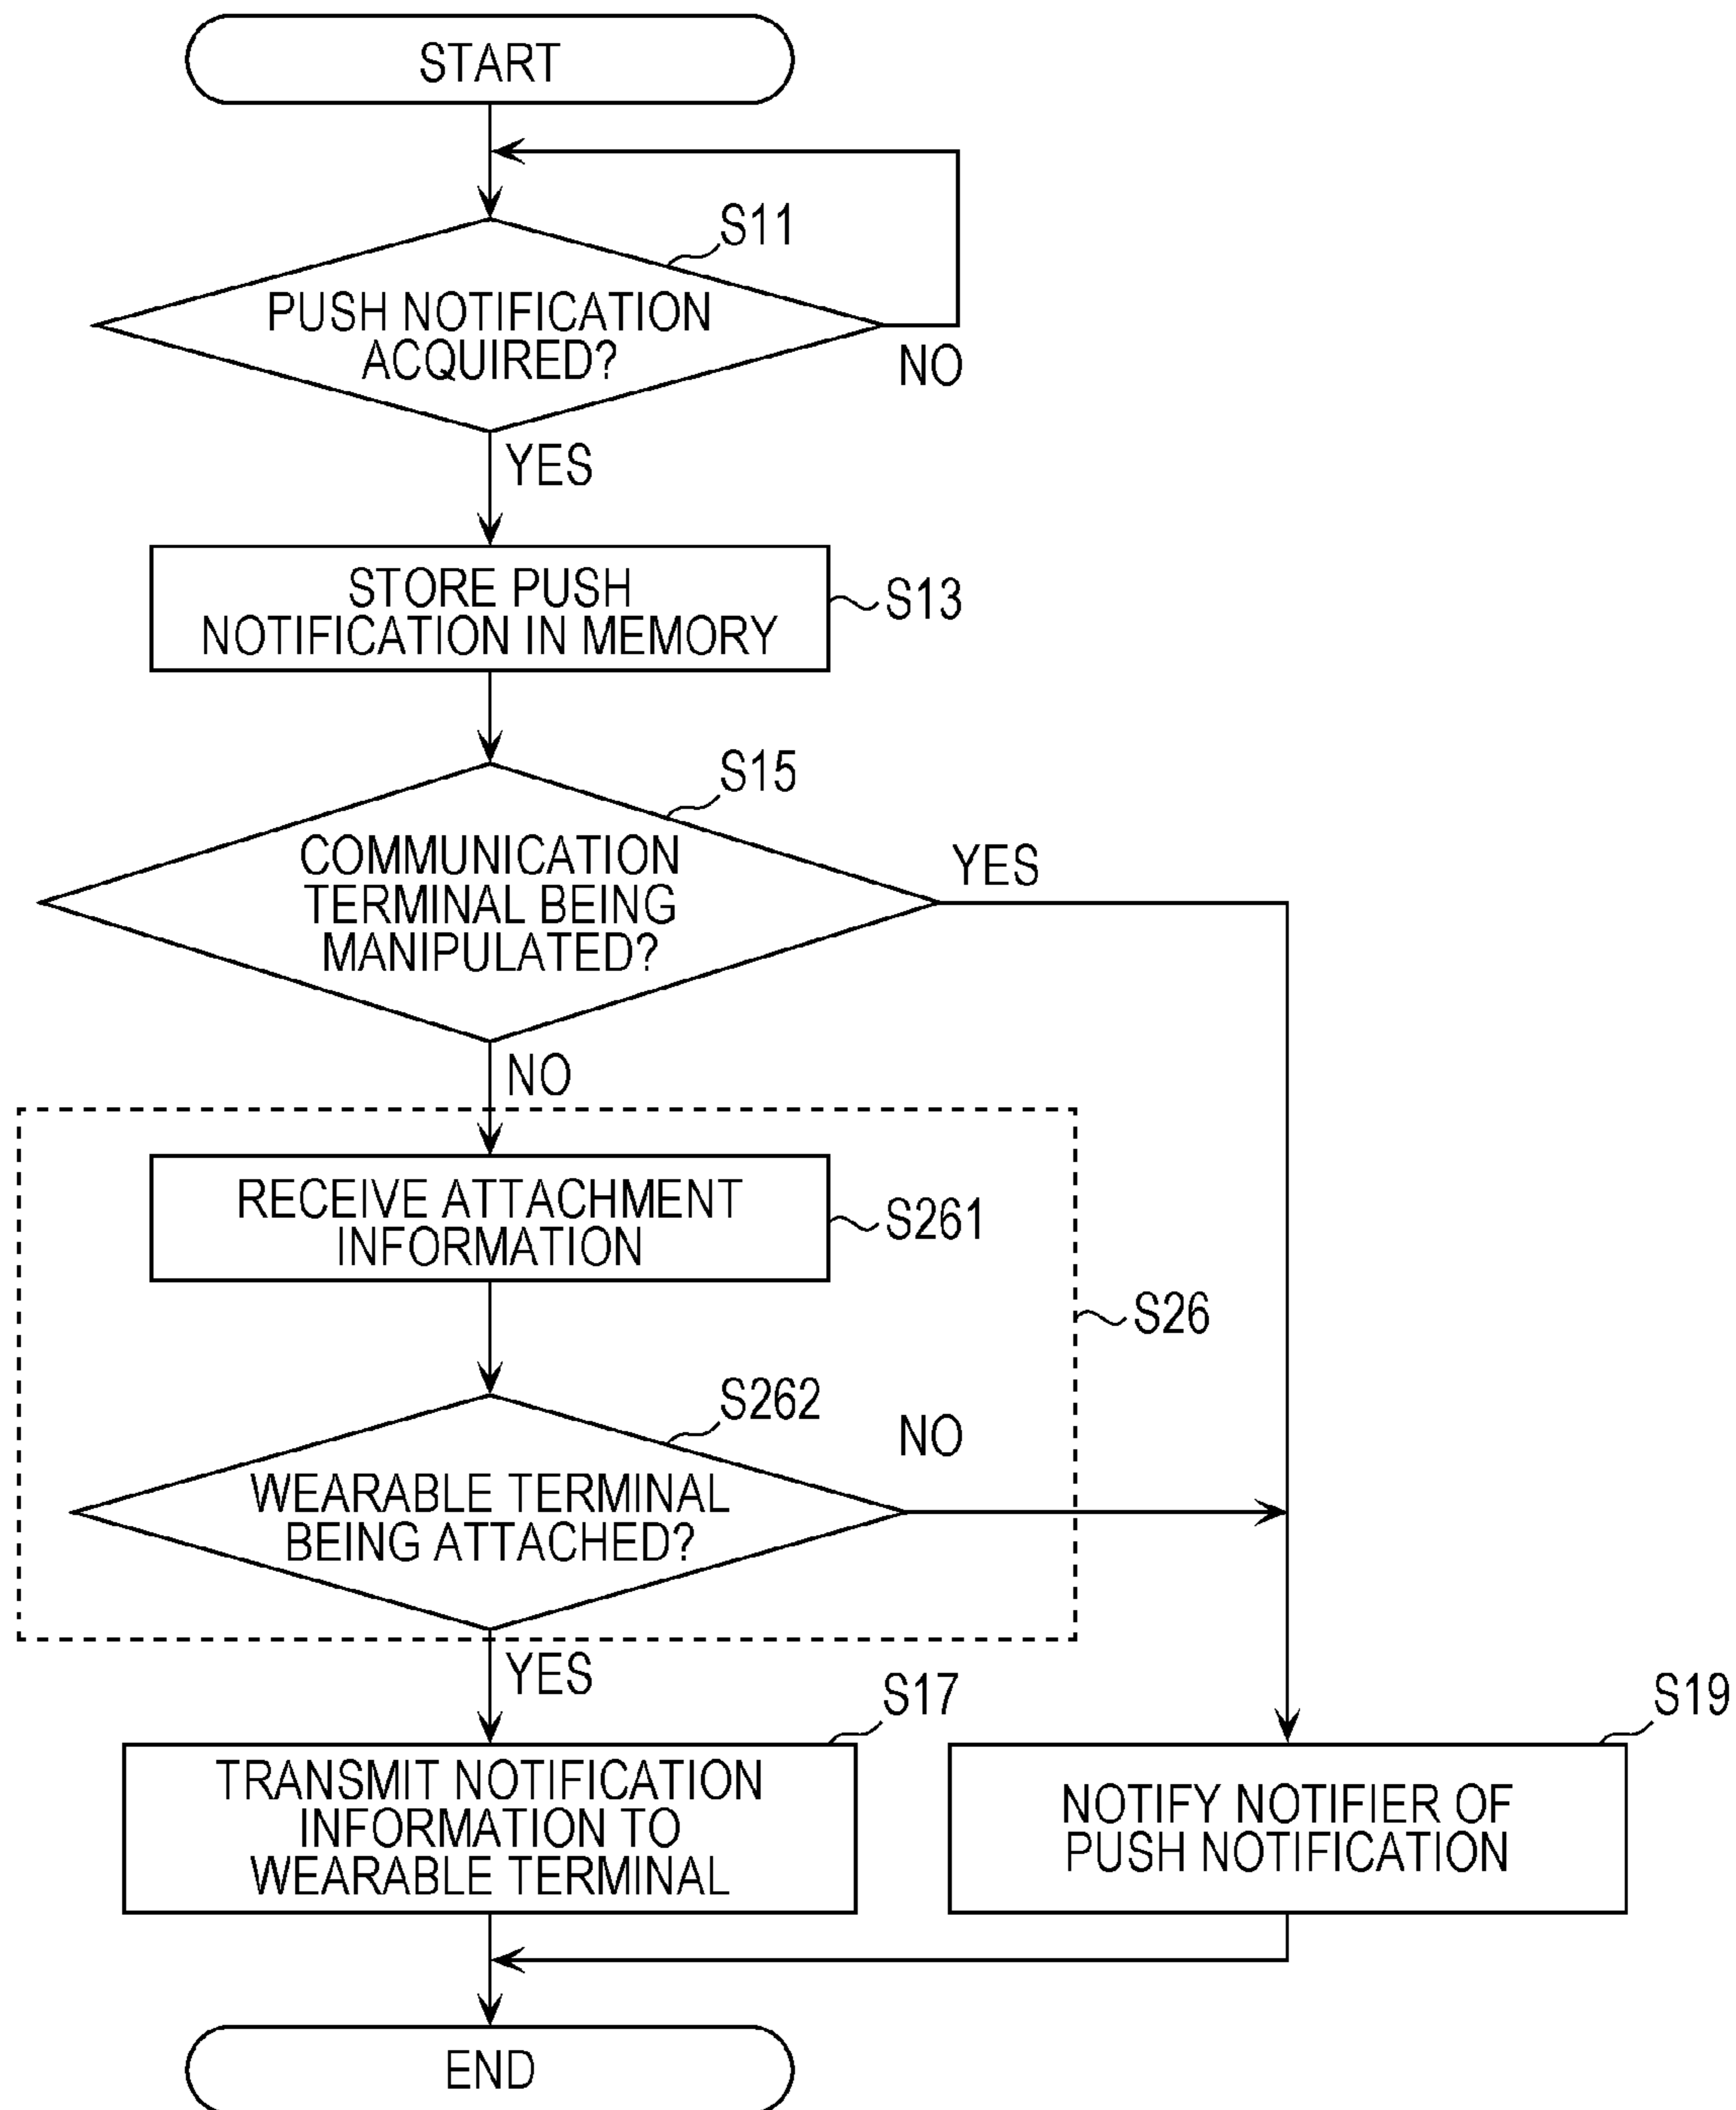 START
S11
PUSH NOTIFICATION
ACQUIRED?
NO
YES
STORE PUSH
NOTIFICATION IN MEMORY
S13
S15
COMMUNICATION
TERMINAL BEING
MANIPULATED?
YES
NO
RECEIVE ATTACHMENT
INFORMATION
S261
S26
S262
NO
WEARABLE TERMINAL
BEING ATTACHED?
YES
S17
TRANSMIT NOTIFICATION
INFORMATION TO
WEARABLE TERMINAL
S19
NOTIFY NOTIFIER OF
PUSH NOTIFICATION
END